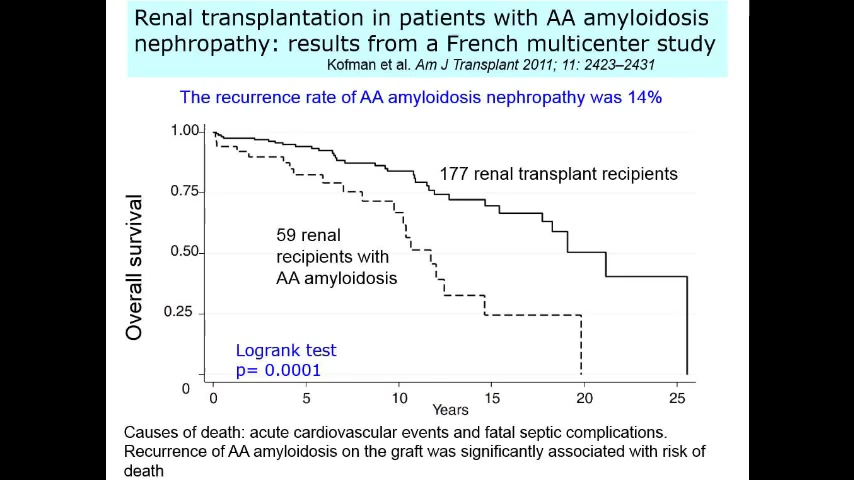 Renal transplantation in patients with AA amyloidosis
nephropathy: results from a French multicenter study
Kofman et al. Am J Transplant 2011; 11: 2423–2431
The recurrence rate of AA amyloidosis nephropathy was 14%
1.00
177 renal transplant recipients
0.75
Overall survival
59 renal
recipients with
AA amyloidosis
0.50
0.25
Logrank test
p= 0.0001
0
0 5 10 15 20 25
Years
Causes of death: acute cardiovascular events and fatal septic complications.
Recurrence of AA amyloidosis on the graft was significantly associated with risk of
death